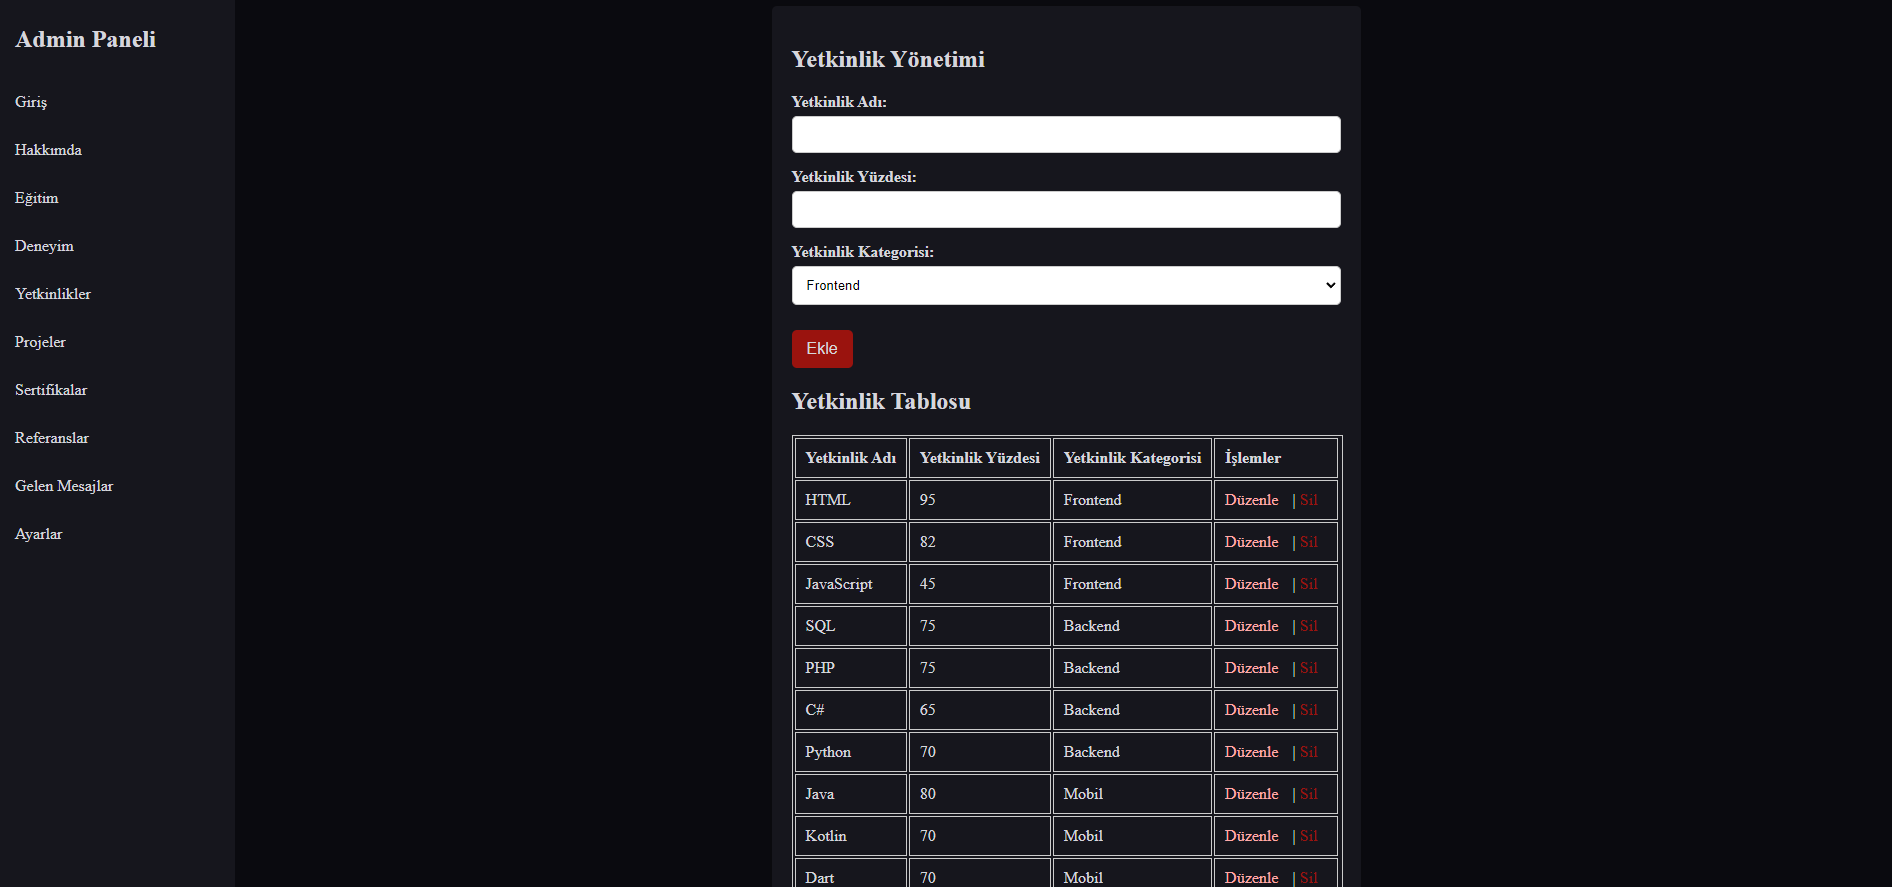 Admin Paneli
Giriş
Hakkımda
Eğitim
Deneyim
Yetkinlikler
Projeler
Sertifikalar
Referanslar
Gelen Mesajlar
Ayarlar
Yetkinlik Yönetimi
Yetkinlik Adı:
Yetkinlik Yüzdesi:
Yetkinlik Kategorisi:
Frontend
Ekle
Yetkinlik Tablosu
Yetkinlik Adı Yetkinlik Yüzdesi Yetkinlik Kategorisi İşlemler
HTML 95 Frontend Düzenle | Sil
CSS 82 Frontend Düzenle | Sil
JavaScript 45 Frontend Düzenle | Sil
SQL 75 Backend Düzenle | Sil
PHP 75 Backend Düzenle | Sil
C# 65 Backend Düzenle | Sil
Python 70 Backend Düzenle | Sil
Java 80 Mobil Düzenle | Sil
Kotlin 70 Mobil Düzenle | Sil
Dart 70 Mobil Düzenle | Sil